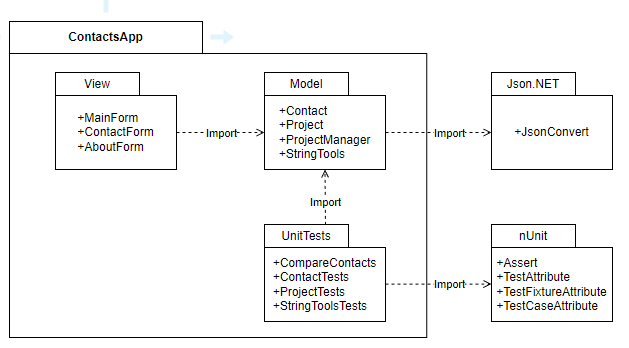 ContactsApp
View
+MainForm
+ContactForm
+AboutForm
Import
Model
+Contact
+Project
+ProjectManager
+StringTools
Import
Json.NET
+JsonConvert
Import
UnitTests
+CompareContacts
+ContactTests
+ProjectTests
+StringToolsTests
Import
nUnit
+Assert
+TestAttribute
+TestFixtureAttribute
+TestCaseAttribute